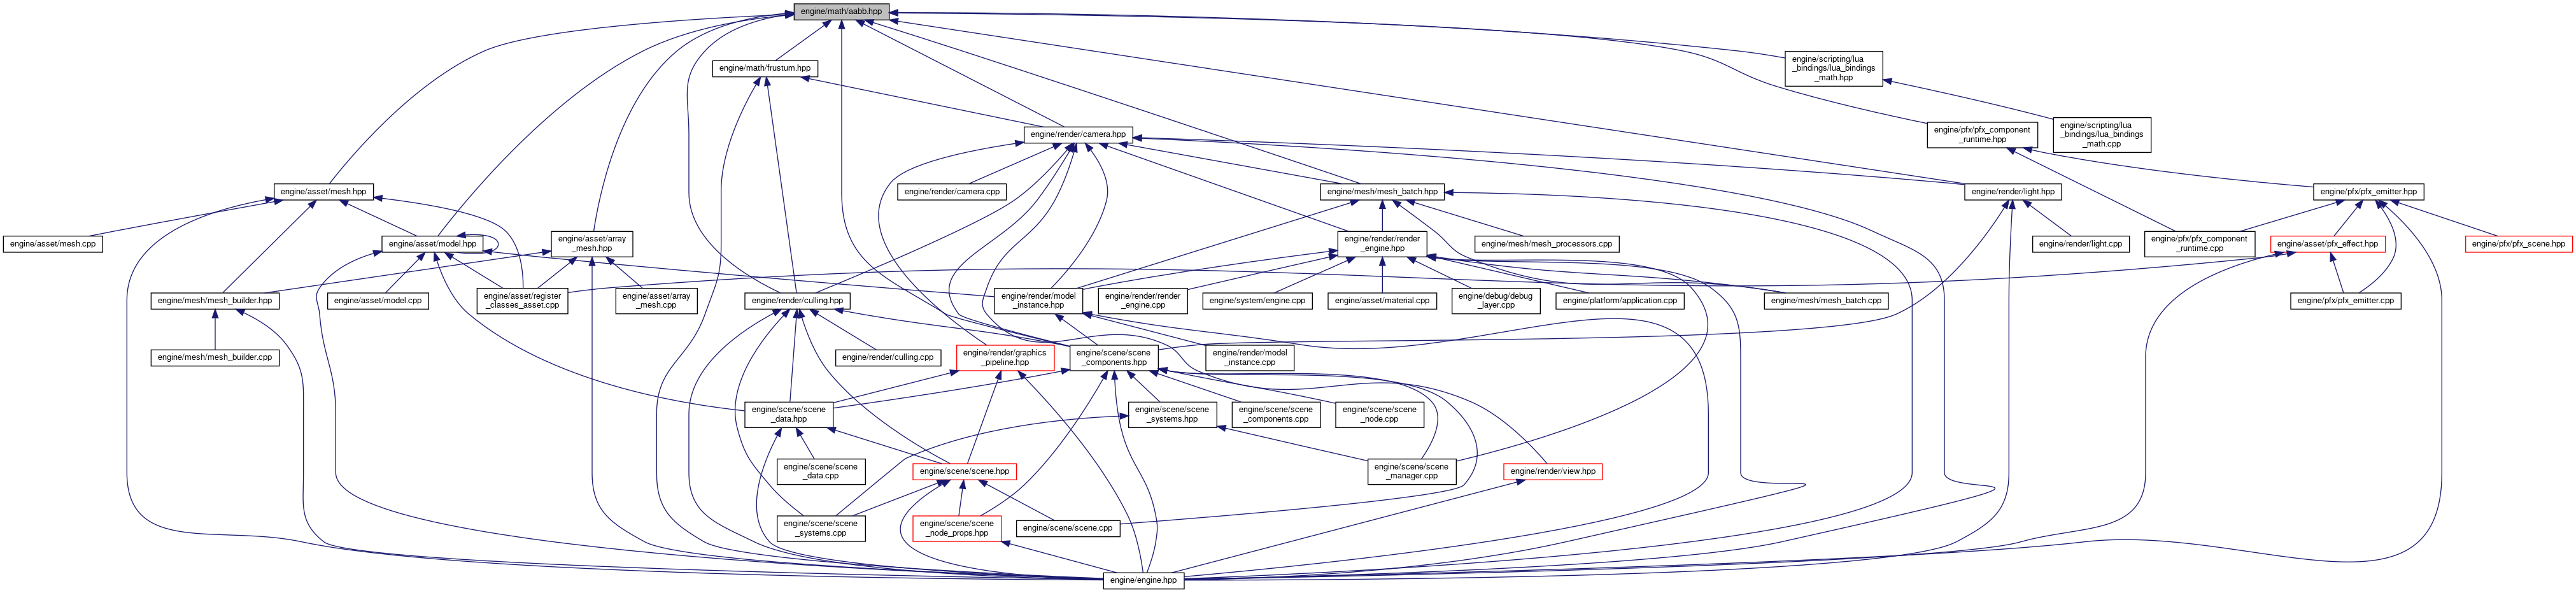 engine/math/aabb.hpp
engine/math/frustum.hpp
engine/scripting/lua
_bindings/lua_bindings
_math.hpp
engine/render/camera.hpp
engine/pfx/pfx_component
_runtime.hpp
engine/scripting/lua
_bindings/lua_bindings
_math.cpp
engine/asset/mesh.hpp
engine/render/camera.cpp
engine/mesh/mesh_batch.hpp
engine/render/light.hpp
engine/pfx/pfx_emitter.hpp
engine/asset/mesh.cpp
engine/asset/model.hpp
engine/asset/array
_mesh.hpp
engine/render/render
_engine.hpp
engine/mesh/mesh_processors.cpp
engine/render/light.cpp
engine/pfx/pfx_component
_runtime.cpp
engine/asset/pfx_effect.hpp
engine/pfx/pfx_scene.hpp
engine/mesh/mesh_builder.hpp
engine/asset/model.cpp
engine/asset/register
_classes_asset.cpp
engine/asset/array
_mesh.cpp
engine/render/culling.hpp
engine/render/model
_instance.hpp
engine/render/render
_engine.cpp
engine/system/engine.cpp
engine/asset/material.cpp
engine/debug/debug
_layer.cpp
engine/platform/application.cpp
engine/mesh/mesh_batch.cpp
engine/pfx/pfx_emitter.cpp
engine/mesh/mesh_builder.cpp
engine/render/culling.cpp
engine/render/graphics
_pipeline.hpp
engine/scene/scene
_components.hpp
engine/render/model
_instance.cpp
engine/scene/scene
_data.hpp
engine/scene/scene
_systems.hpp
engine/scene/scene
_components.cpp
engine/scene/scene
_node.cpp
engine/scene/scene
_data.cpp
engine/scene/scene.hpp
engine/scene/scene
_manager.cpp
engine/render/view.hpp
engine/scene/scene
_systems.cpp
engine/scene/scene
_node_props.hpp
engine/scene/scene.cpp
engine/engine.hpp